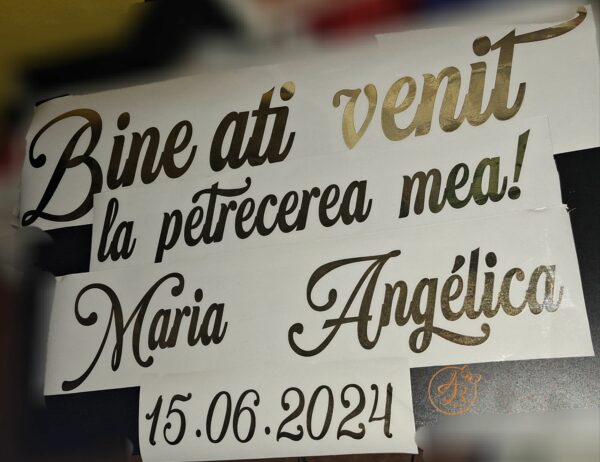 Bine ati venit
la petrecerea mea!
Maria Angélica
15.06.2024